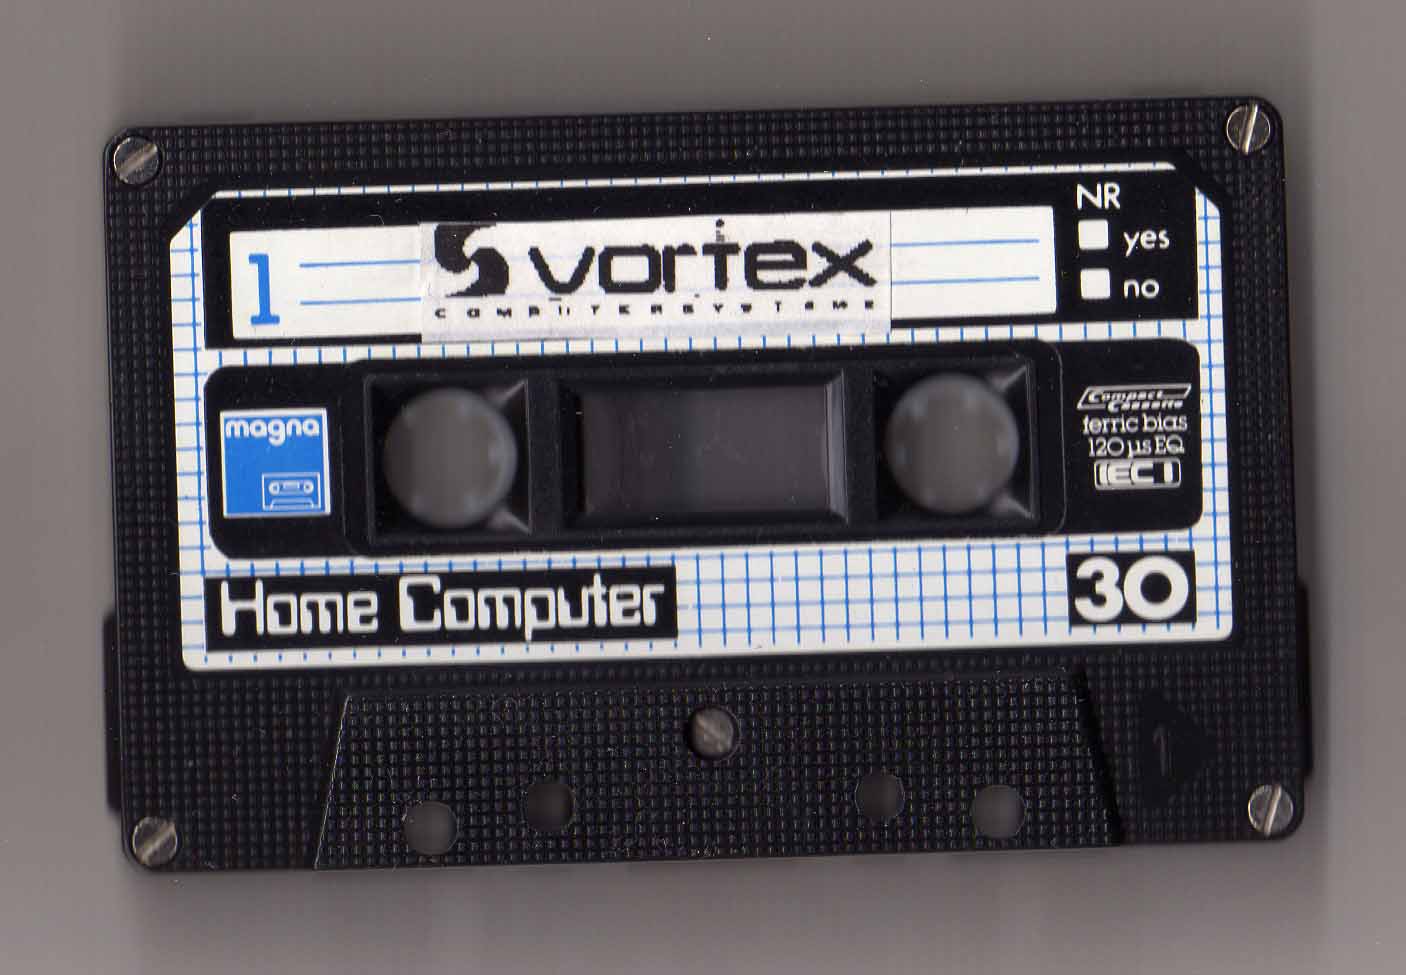 1
vortex
COMPUTERSYSTEME
NR
yes
no
magna
Compact
Cassette
ferric bias
120 µs EQ
IEC I
Home Computer
30
1